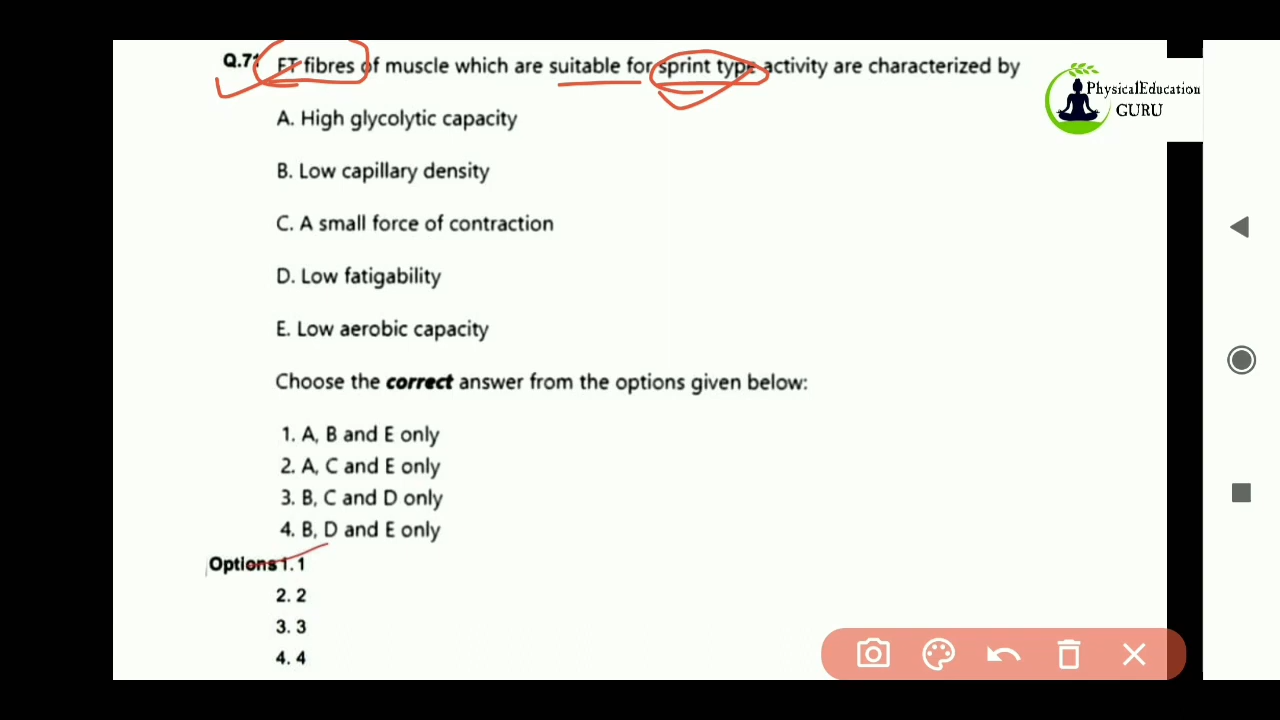 Q.71 FT fibres of muscle which are suitable for sprint type activity are characterized by
PhysicalEducation
GURU
A. High glycolytic capacity
B. Low capillary density
C. A small force of contraction
D. Low fatigability
E. Low aerobic capacity
Choose the correct answer from the options given below:
1. A, B and E only
2. A, C and E only
3. B, C and D only
4. B, D and E only
Options 1. 1
2. 2
3. 3
4. 4